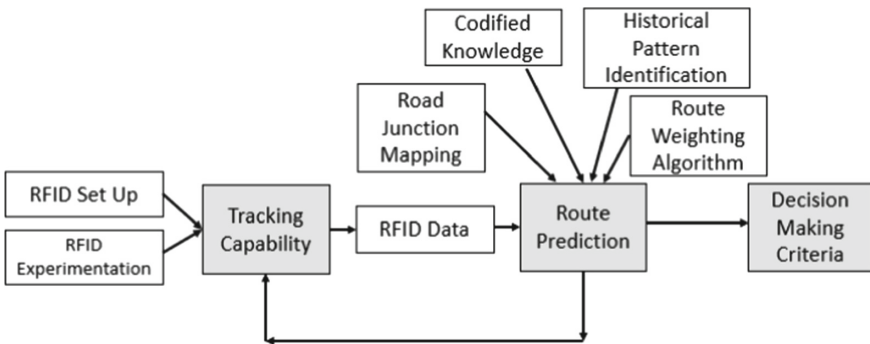 Codified
Knowledge
Historical
Pattern
Identification
Road
Junction
Mapping
Route
Weighting
Algorithm
RFID Set Up
RFID
Experimentation
Tracking
Capability
RFID Data
Route
Prediction
Decision
Making
Criteria